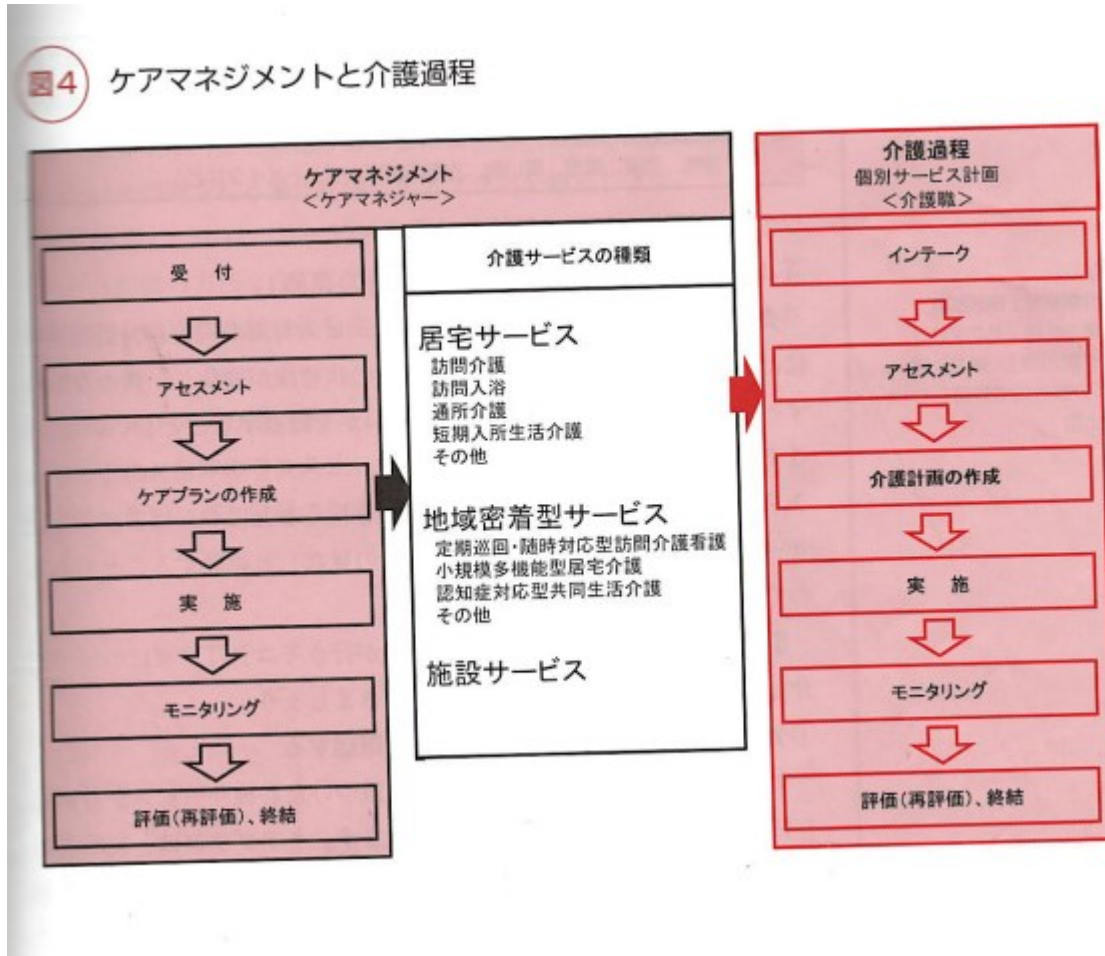 図4 ケアマネジメントと介護過程
ケアマネジメント
<ケアマネジャー>
受 付
アセスメント
ケアプランの作成
実 施
モニタリング
評価(再評価)、終結
介護サービスの種類
居宅サービス
訪問介護
訪問入浴
通所介護
短期入所生活介護
その他
地域密着型サービス
定期巡回・随時対応型訪問介護看護
小規模多機能型居宅介護
認知症対応型共同生活介護
その他
施設サービス
介護過程
個別サービス計画
<介護職>
インテーク
アセスメント
介護計画の作成
実 施
モニタリング
評価(再評価)、終結